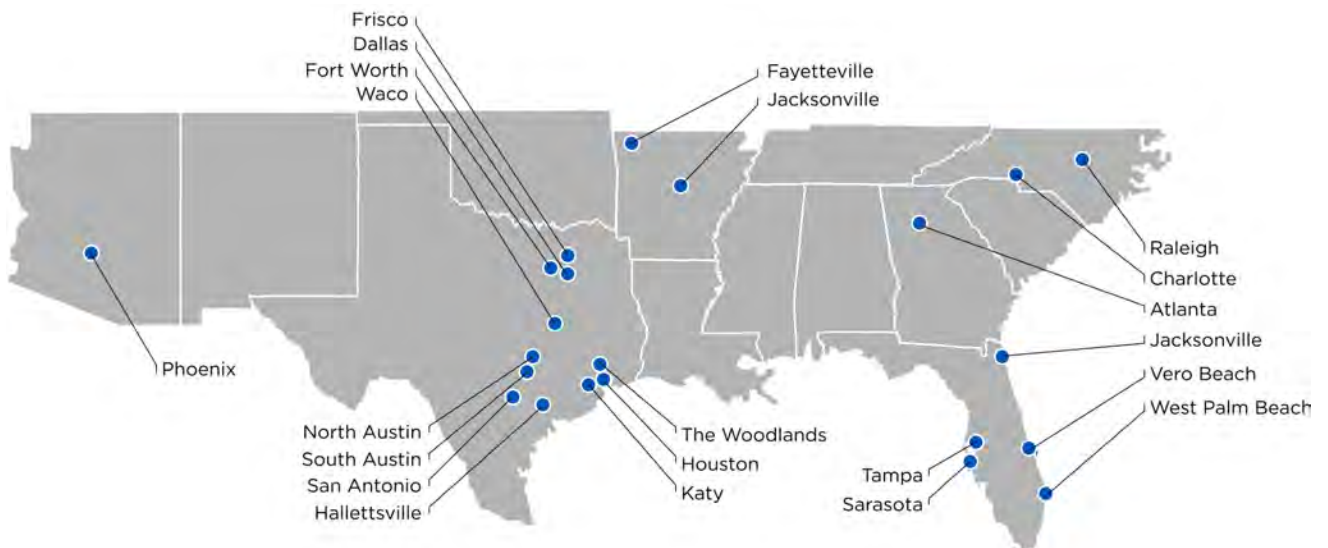 Frisco
Dallas
Fort Worth
Waco
Fayetteville
Jacksonville
Raleigh
Charlotte
Atlanta
Jacksonville
Vero Beach
West Palm Beach
Phoenix
North Austin
South Austin
San Antonio
Hallettsville
The Woodlands
Houston
Katy
Tampa
Sarasota